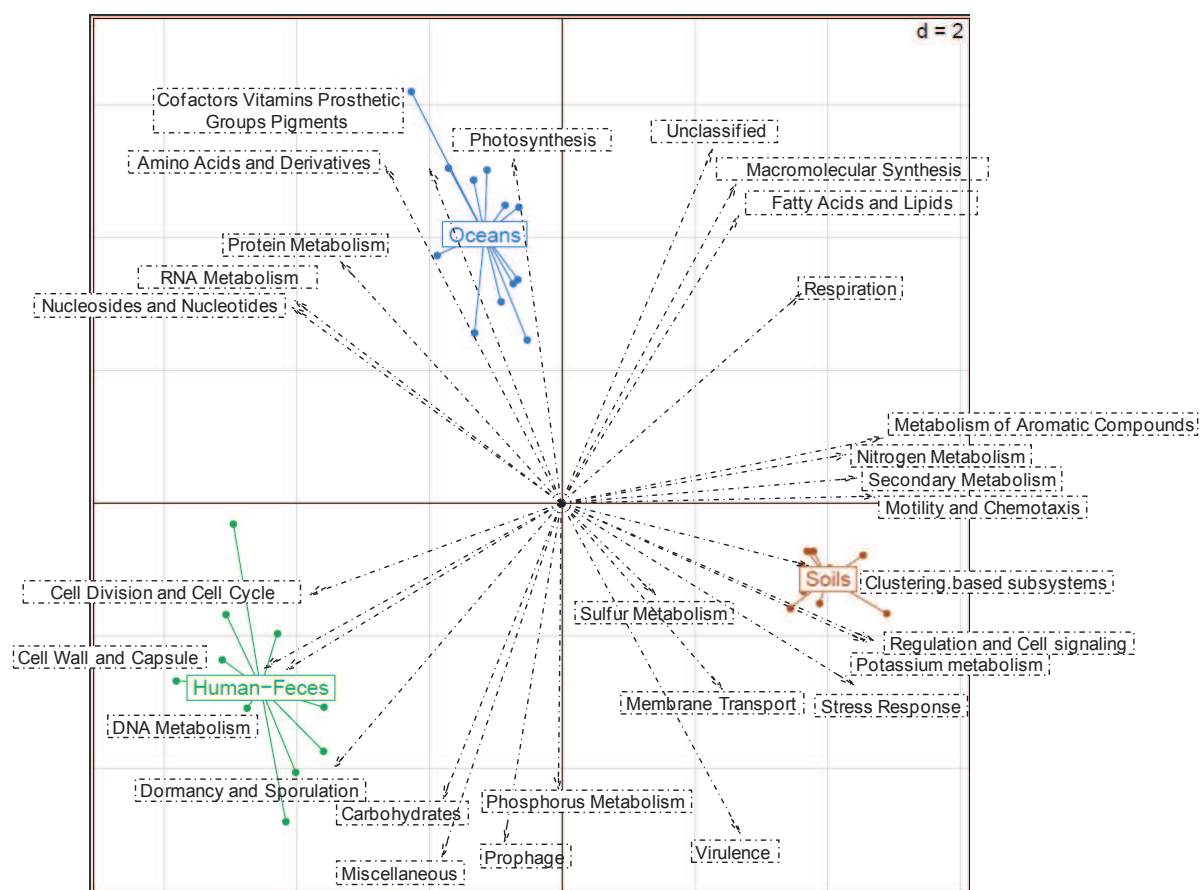 d = 2
Cofactors Vitamins Prosthetic
Groups Pigments
Photosynthesis
Unclassified
Amino Acids and Derivatives
Macromolecular Synthesis
Fatty Acids and Lipids
Oceans
Protein Metabolism
RNA Metabolism
Respiration
Nucleosides and Nucleotides
Metabolism of Aromatic Compounds
Nitrogen Metabolism
Secondary Metabolism
Motility and Chemotaxis
Soils
Clustering.based subsystems
Cell Division and Cell Cycle
Sulfur Metabolism
Regulation and Cell signaling
Cell Wall and Capsule
Potassium metabolism
Human-Feces
Membrane Transport
Stress Response
DNA Metabolism
Dormancy and Sporulation
Carbohydrates
Phosphorus Metabolism
Prophage
Virulence
Miscellaneous